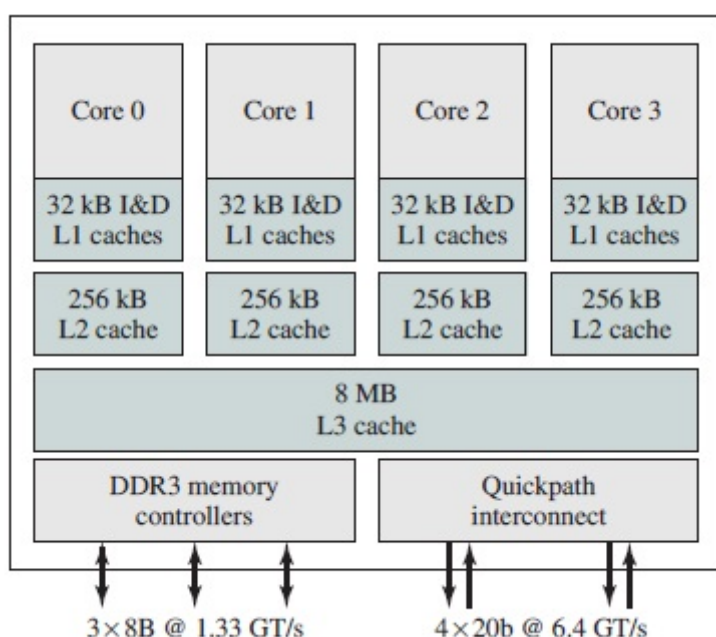 Core 0
Core 1
Core 2
Core 3
32 kB I&D
L1 caches
32 kB I&D
L1 caches
32 kB I&D
L1 caches
32 kB I&D
L1 caches
256 kB
L2 cache
256 kB
L2 cache
256 kB
L2 cache
256 kB
L2 cache
8 MB
L3 cache
DDR3 memory
controllers
Quickpath
interconnect
3×8B @ 1.33 GT/s
4×20b @ 6.4 GT/s